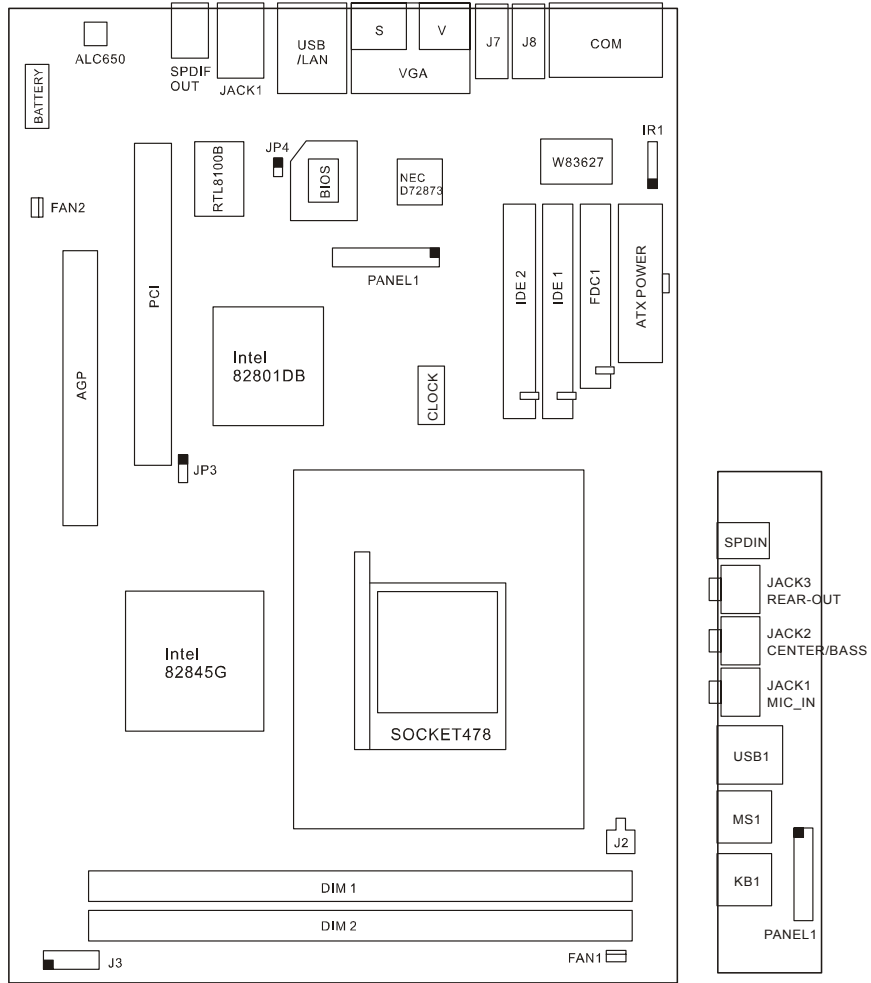 ALC650
SPDIF
OUT
JACK1
USB
/LAN
S
V
VGA
J7
J8
COM
BATTERY
IR1
JP4
RTL8100B
BIOS
NEC
D72873
W83627
FAN2
PANEL1
PCI
IDE 2
IDE 1
FDC1
ATX POWER
AGP
Intel
82801DB
CLOCK
JP3
Intel
82845G
SOCKET478
J2
DIM 1
DIM 2
J3
FAN1
SPDIN
JACK3
REAR-OUT
JACK2
CENTER/BASS
JACK1
MIC_IN
USB1
MS1
KB1
PANEL1